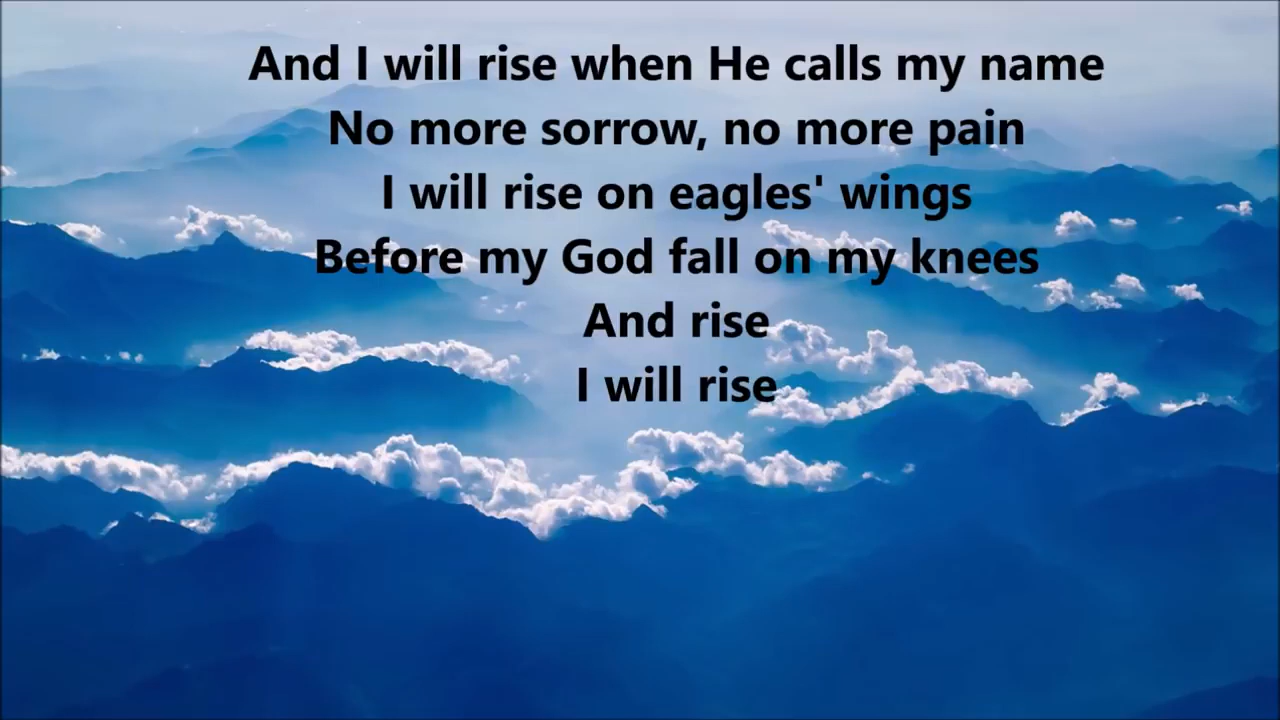 And I will rise when He calls my name
No more sorrow, no more pain
I will rise on eagles' wings
Before my God fall on my knees
And rise
I will rise